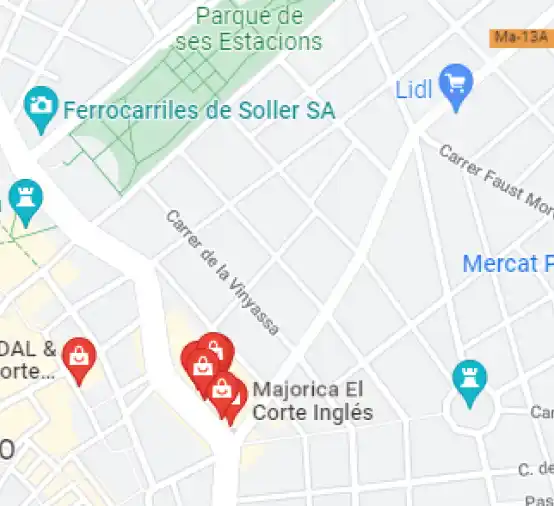 Parque de
ses Estacions
Ma-13A
Lidl
Ferrocarriles de Soller SA
Carrer Faust Mor
Carrer de la Vinyassa
Mercat P
DAL &
orte...
Majorica El
Corte Inglés
Car
O
C. de
Pas